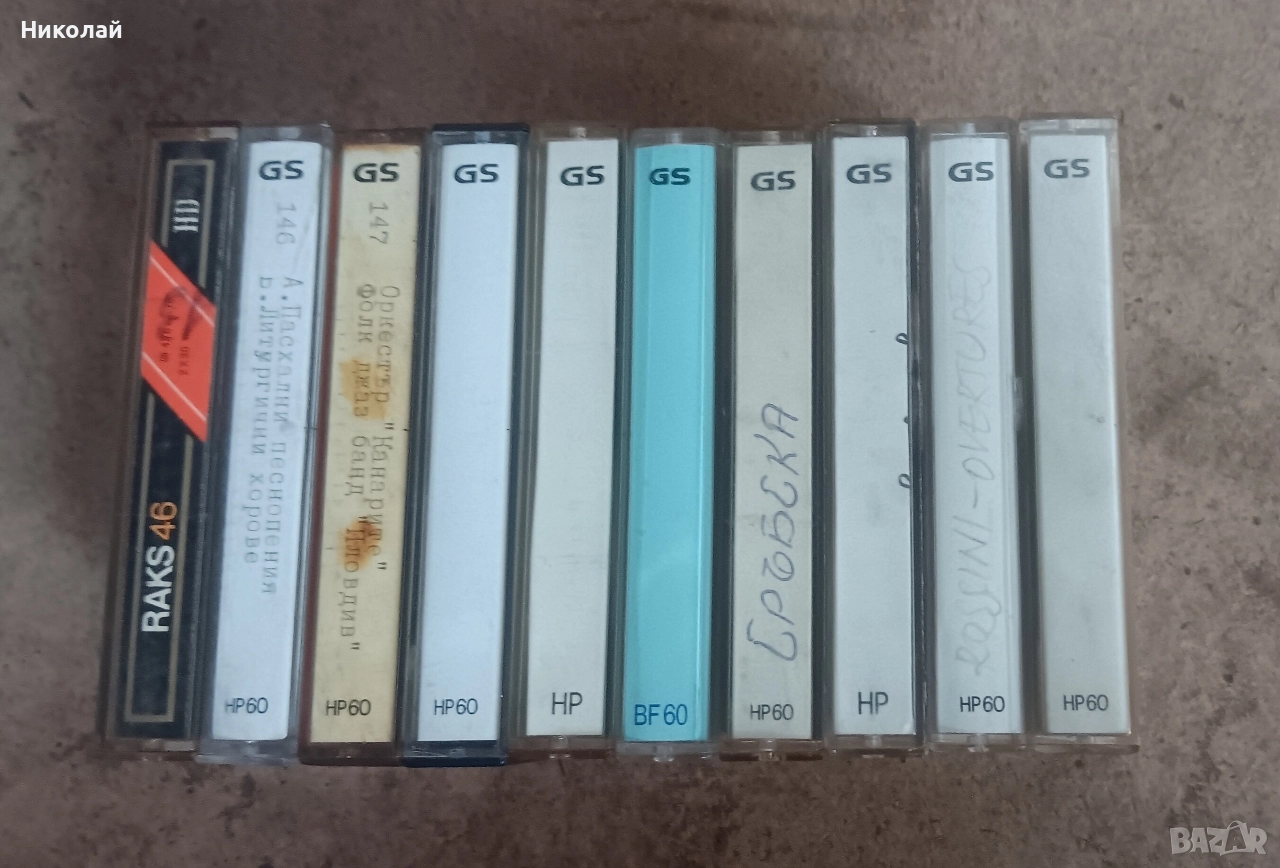 Николай
HD
RAKS 46
GS
146 А.Пасхални песнопения
Б.Литургични хорове
HP60
GS
147 Оркестър "Канарите"
Фолк джаз банд "Пловдив"
HP60
GS
HP60
GS
HP
GS
BF60
GS
СРЪБСКА
HP60
GS
HP
GS
ROSSINI-OVERTURES
HP60
GS
HP60
BAZAR